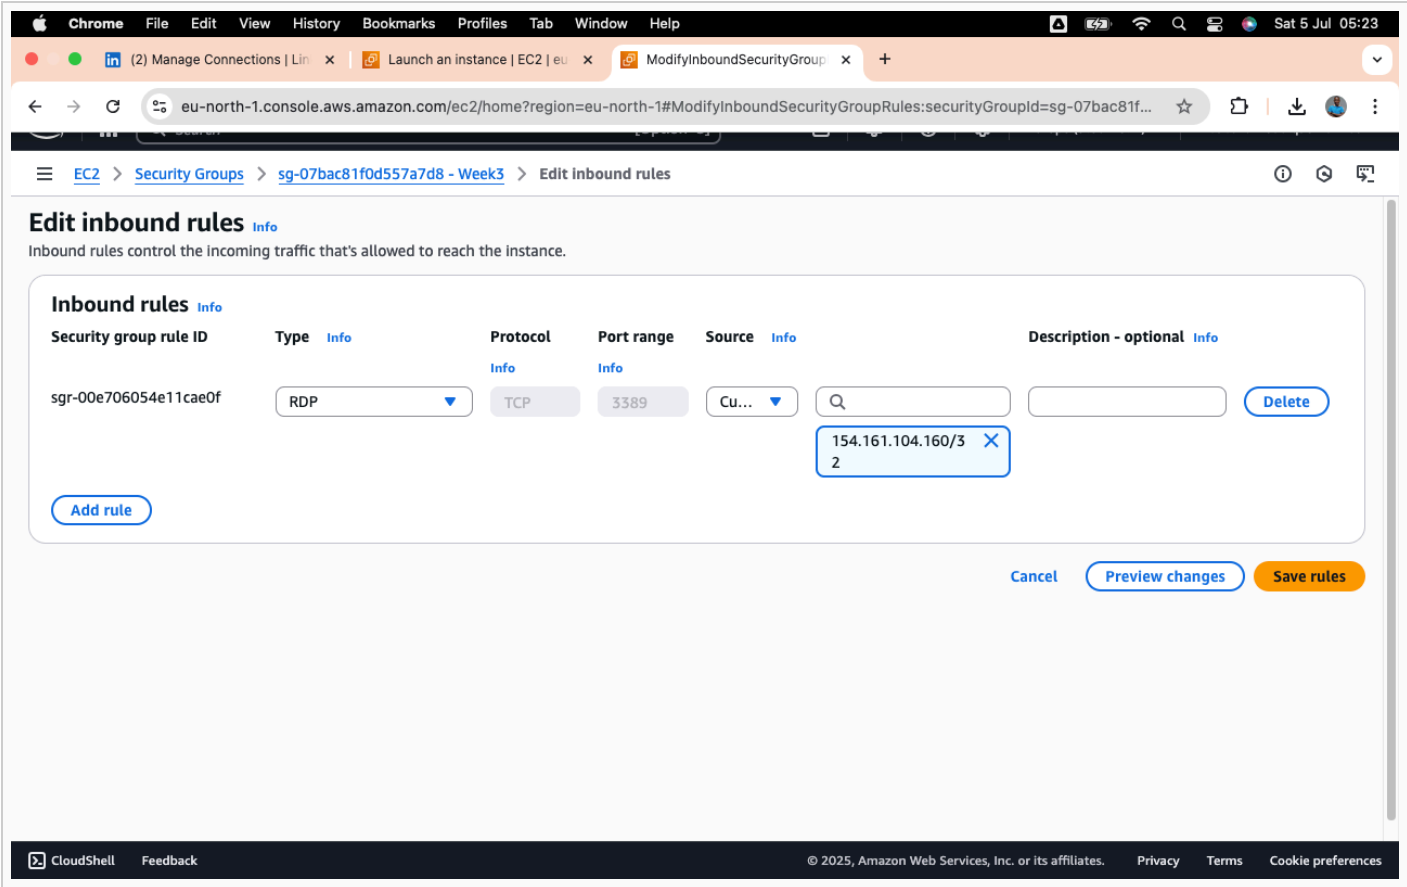 Chrome File Edit View History Bookmarks Profiles Tab Window Help Sat 5 Jul 05:23
(2) Manage Connections | Lin Launch an instance | EC2 | eu ModifyInboundSecurityGroup
eu-north-1.console.aws.amazon.com/ec2/home?region=eu-north-1#ModifyInboundSecurityGroupRules:securityGroupId=sg-07bac81f...
EC2 > Security Groups > sg-07bac81f0d557a7d8 - Week3 > Edit inbound rules
Edit inbound rules Info
Inbound rules control the incoming traffic that's allowed to reach the instance.
Inbound rules Info
Security group rule ID Type Info Protocol Port range Source Info Description - optional Info
Info Info
sgr-00e706054e11cae0f RDP TCP 3389 Cu... Delete
154.161.104.160/3
2
Add rule
Cancel Preview changes Save rules
CloudShell Feedback © 2025, Amazon Web Services, Inc. or its affiliates. Privacy Terms Cookie preferences